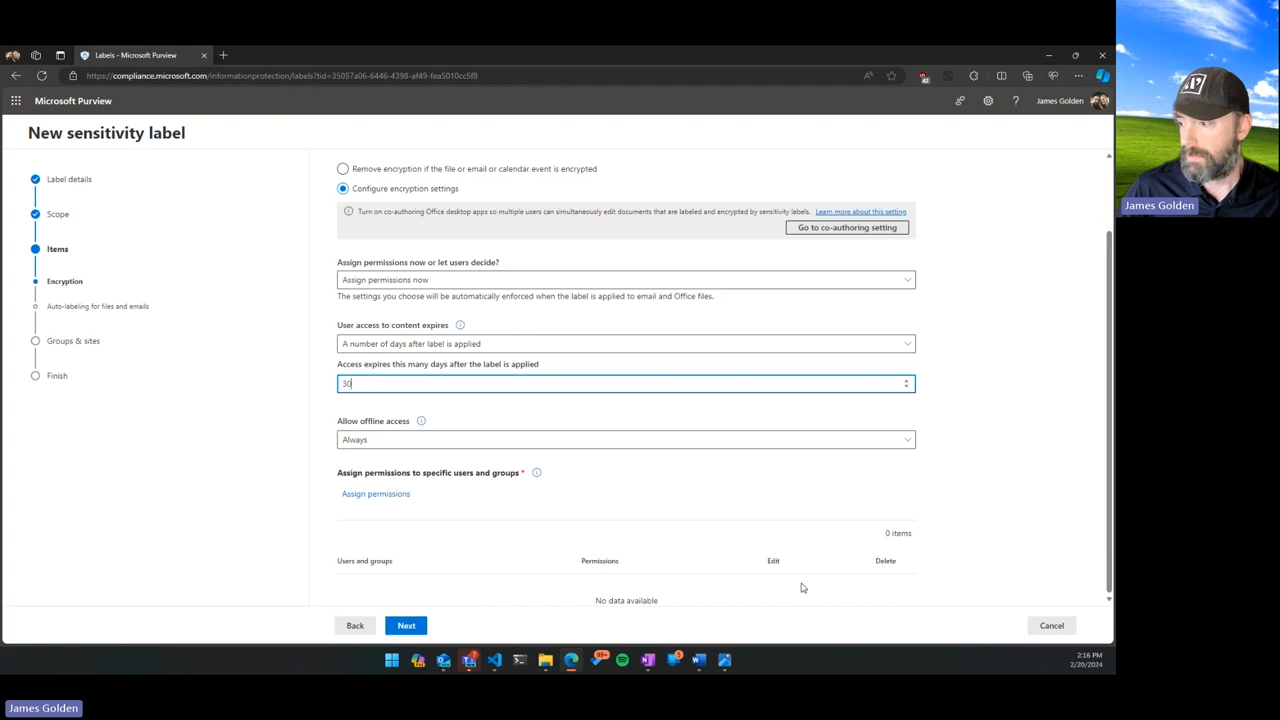 Labels - Microsoft Purview
https://compliance.microsoft.com/informationprotection/labels?tid=35057a06-6446-4398-af49-fea5010cc5f8
42
Microsoft Purview
James Golden
New sensitivity label
Label details
Scope
Items
Encryption
Auto-labeling for files and emails
Groups & sites
Finish
Remove encryption if the file or email or calendar event is encrypted
Configure encryption settings
Turn on co-authoring Office desktop apps so multiple users can simultaneously edit documents that are labeled and encrypted by sensitivity labels. Learn more about this setting
Go to co-authoring setting
Assign permissions now or let users decide?
Assign permissions now
The settings you choose will be automatically enforced when the label is applied to email and Office files.
User access to content expires
A number of days after label is applied
Access expires this many days after the label is applied
30
Allow offline access
Always
Assign permissions to specific users and groups *
Assign permissions
0 items
Users and groups Permissions Edit Delete
No data available
Back Next Cancel
James Golden
99+
2:16 PM
2/20/2024
James Golden